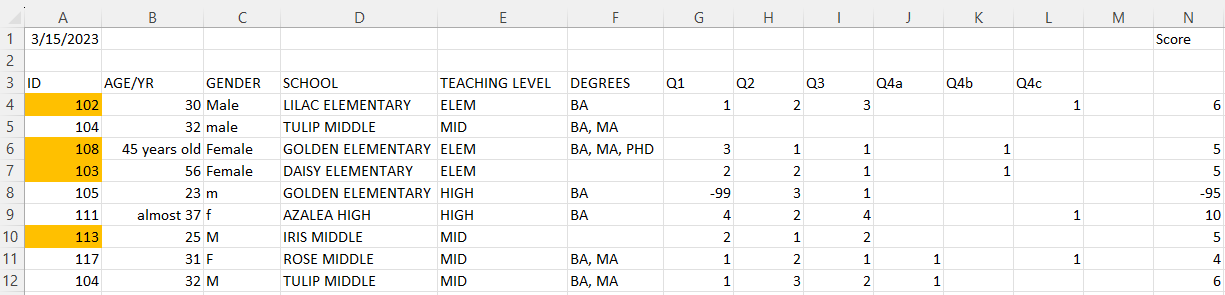 A B C D E F G H I J K L M N
1 3/15/2023 Score
2
3 ID AGE/YR GENDER SCHOOL TEACHING LEVEL DEGREES Q1 Q2 Q3 Q4a Q4b Q4c
4 102 30 Male LILAC ELEMENTARY ELEM BA 1 2 3 1 6
5 104 32 male TULIP MIDDLE MID BA, MA
6 108 45 years old Female GOLDEN ELEMENTARY ELEM BA, MA, PHD 3 1 1 1 5
7 103 56 Female DAISY ELEMENTARY ELEM 2 2 1 1 5
8 105 23 m GOLDEN ELEMENTARY HIGH BA -99 3 1 -95
9 111 almost 37 f AZALEA HIGH HIGH BA 4 2 4 1 10
10 113 25 M IRIS MIDDLE MID 2 1 2 5
11 117 31 F ROSE MIDDLE MID BA, MA 1 2 1 1 1 4
12 104 32 M TULIP MIDDLE MID BA, MA 1 3 2 1 6